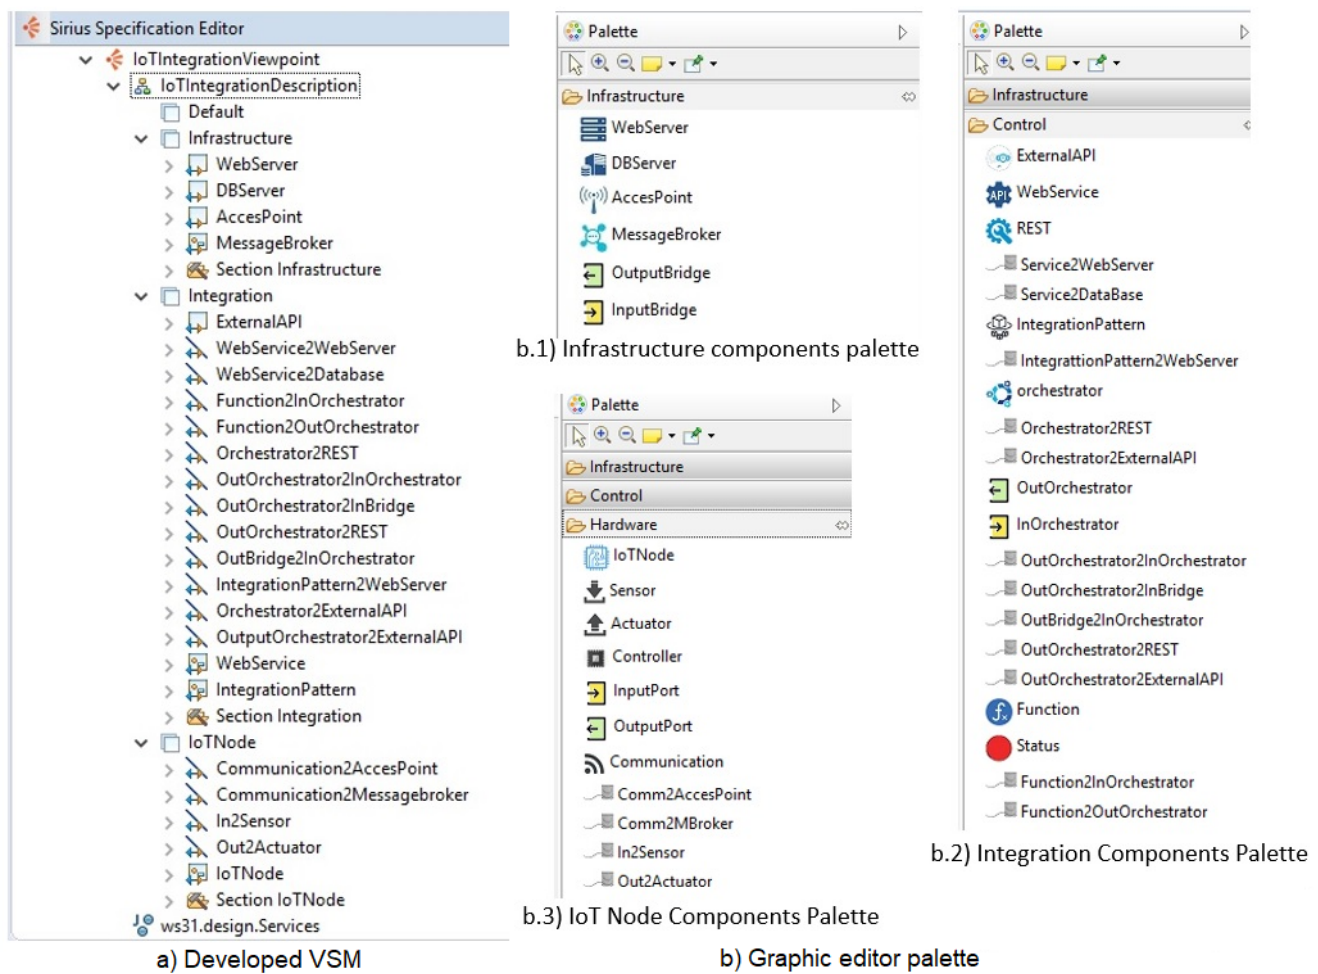 Sirius Specification Editor
IoTIntegrationViewpoint
IoTIntegrationDescription
Default
Infrastructure
WebServer
DBServer
AccesPoint
MessageBroker
Section Infrastructure
Integration
ExternalAPI
WebService2WebServer
WebService2Database
Function2InOrchestrator
Function2OutOrchestrator
Orchestrator2REST
OutOrchestrator2InOrchestrator
OutOrchestrator2InBridge
OutOrchestrator2REST
OutBridge2InOrchestrator
IntegrationPattern2WebServer
Orchestrator2ExternalAPI
OutputOrchestrator2ExternalAPI
WebService
IntegrationPattern
Section Integration
IoTNode
Communication2AccesPoint
Communication2Messagebroker
In2Sensor
Out2Actuator
IoTNode
Section IoTNode
ws31.design.Services
a) Developed VSM
Palette
Infrastructure
WebServer
DBServer
AccesPoint
MessageBroker
OutputBridge
InputBridge
b.1) Infrastructure components palette
Palette
Infrastructure
Control
Hardware
IoTNode
Sensor
Actuator
Controller
InputPort
OutputPort
Communication
Comm2AccesPoint
Comm2MBroker
In2Sensor
Out2Actuator
b.3) IoT Node Components Palette
Palette
Infrastructure
Control
ExternalAPI
API WebService
REST
Service2WebServer
Service2DataBase
IntegrationPattern
IntegrattionPattern2WebServer
orchestrator
Orchestrator2REST
Orchestrator2ExternalAPI
OutOrchestrator
InOrchestrator
OutOrchestrator2InOrchestrator
OutOrchestrator2InBridge
OutBridge2InOrchestrator
OutOrchestrator2REST
OutOrchestrator2ExternalAPI
Function
Status
Function2InOrchestrator
Function2OutOrchestrator
b.2) Integration Components Palette
b) Graphic editor palette